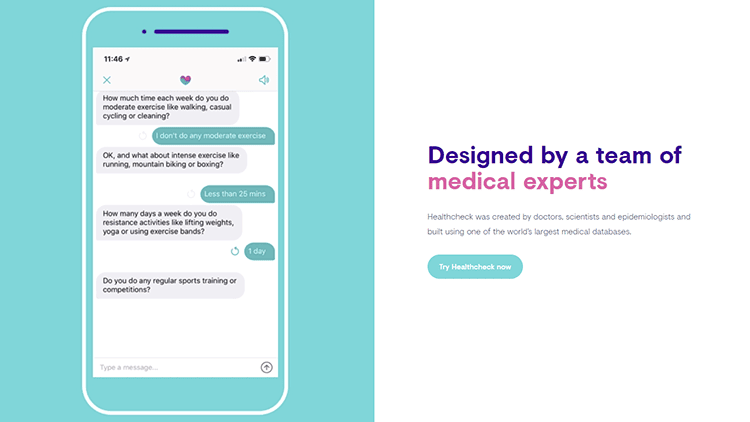 11:46
How much time each week do you do
moderate exercise like walking, casual
cycling or cleaning?
I don't do any moderate exercise
OK, and what about intense exercise like
running, mountain biking or boxing?
Less than 25 mins
How many days a week do you do
resistance activities like lifting weights,
yoga or using exercise bands?
1 day
Do you do any regular sports training or
competitions?
Type a message...
Designed by a team of
medical experts
Healthcheck was created by doctors, scientists and epidemiologists and
built using one of the world's largest medical databases.
Try Healthcheck now